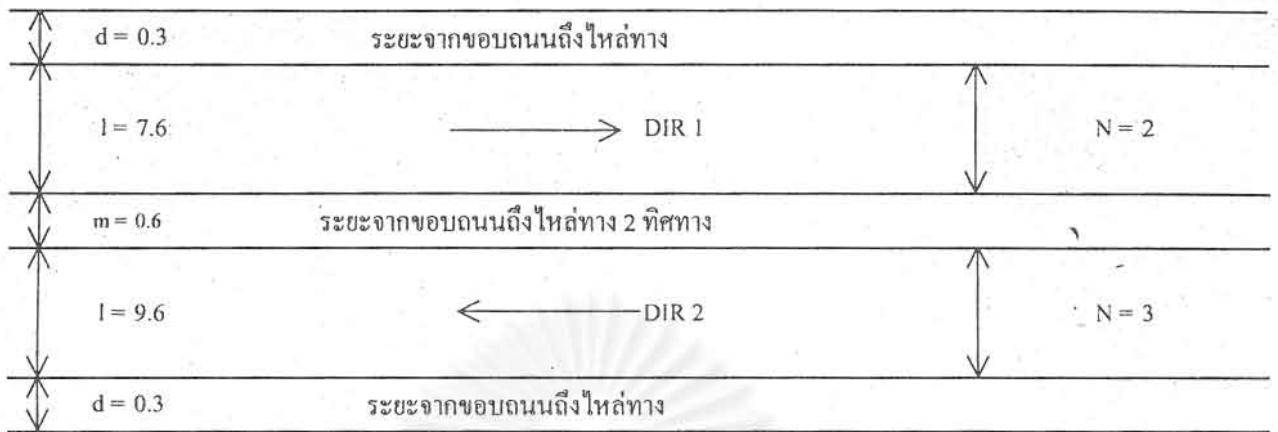 d = 0.3 ระยะจากขอบถนนถึงไหล่ทาง
l = 7.6 DIR 1 N = 2
m = 0.6 ระยะจากขอบถนนถึงไหล่ทาง 2 ทิศทาง
l = 9.6 DIR 2 N = 3
d = 0.3 ระยะจากขอบถนนถึงไหล่ทาง